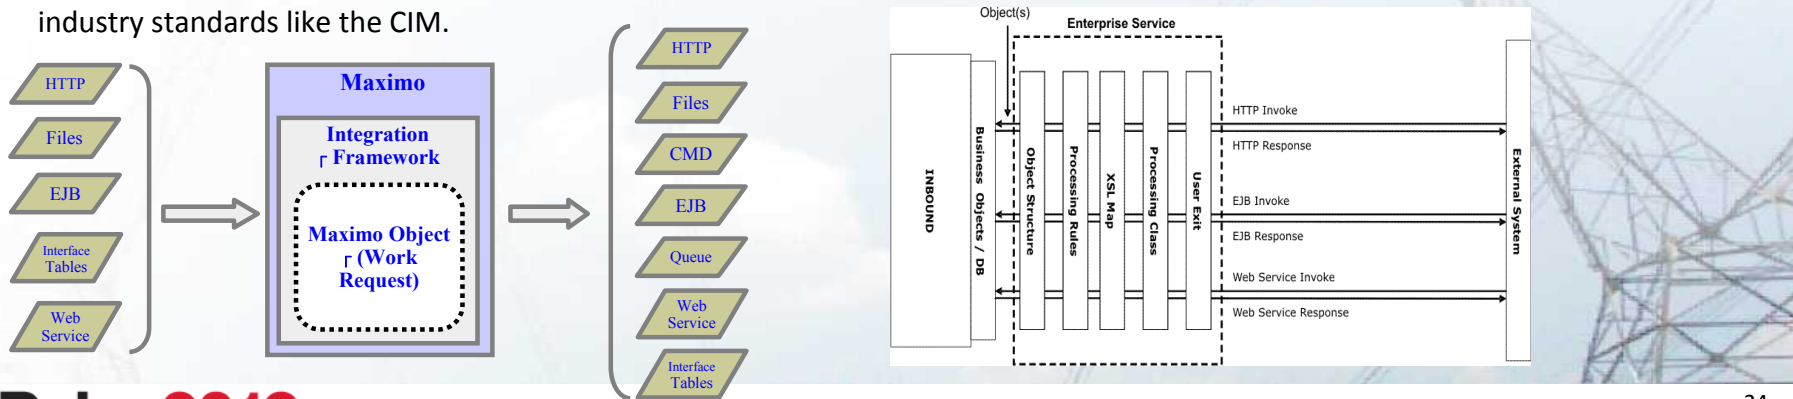 industry standards like the CIM.
HTTP
Files
EJB
Interface
Tables
Web
Service
Maximo
Integration
┌ Framework
Maximo Object
┌ (Work
Request)
HTTP
Files
CMD
EJB
Queue
Web
Service
Interface
Tables
Object(s)
Enterprise Service
INBOUND
Business Objects / DB
Object Structure
Processing Rules
XSL Map
Processing Class
User Exit
HTTP Invoke
HTTP Response
EJB Invoke
EJB Response
Web Service Invoke
Web Service Response
External System